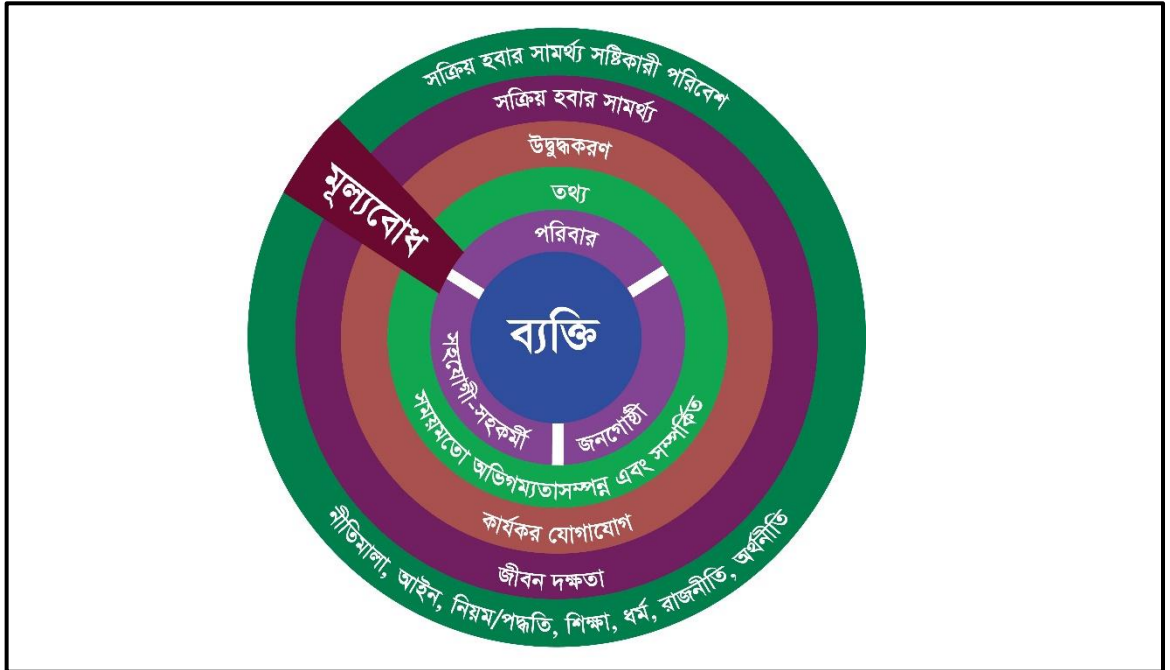 সক্রিয় হবার সামর্থ্য সষ্টিকারী পরিবেশ
সক্রিয় হবার সামর্থ্য
উদ্বুদ্ধকরণ
তথ্য
পরিবার
মূল্যবোধ
ব্যক্তি
সহযোগী-সহকর্মী
জনগোষ্ঠী
সময়মতো অভিগম্যতাসম্পন্ন এবং সম্পর্কিত
কার্যকর যোগাযোগ
জীবন দক্ষতা
নীতিমালা, আইন, নিয়ম/পদ্ধতি, শিক্ষা, ধর্ম, রাজনীতি, অর্থনীতি